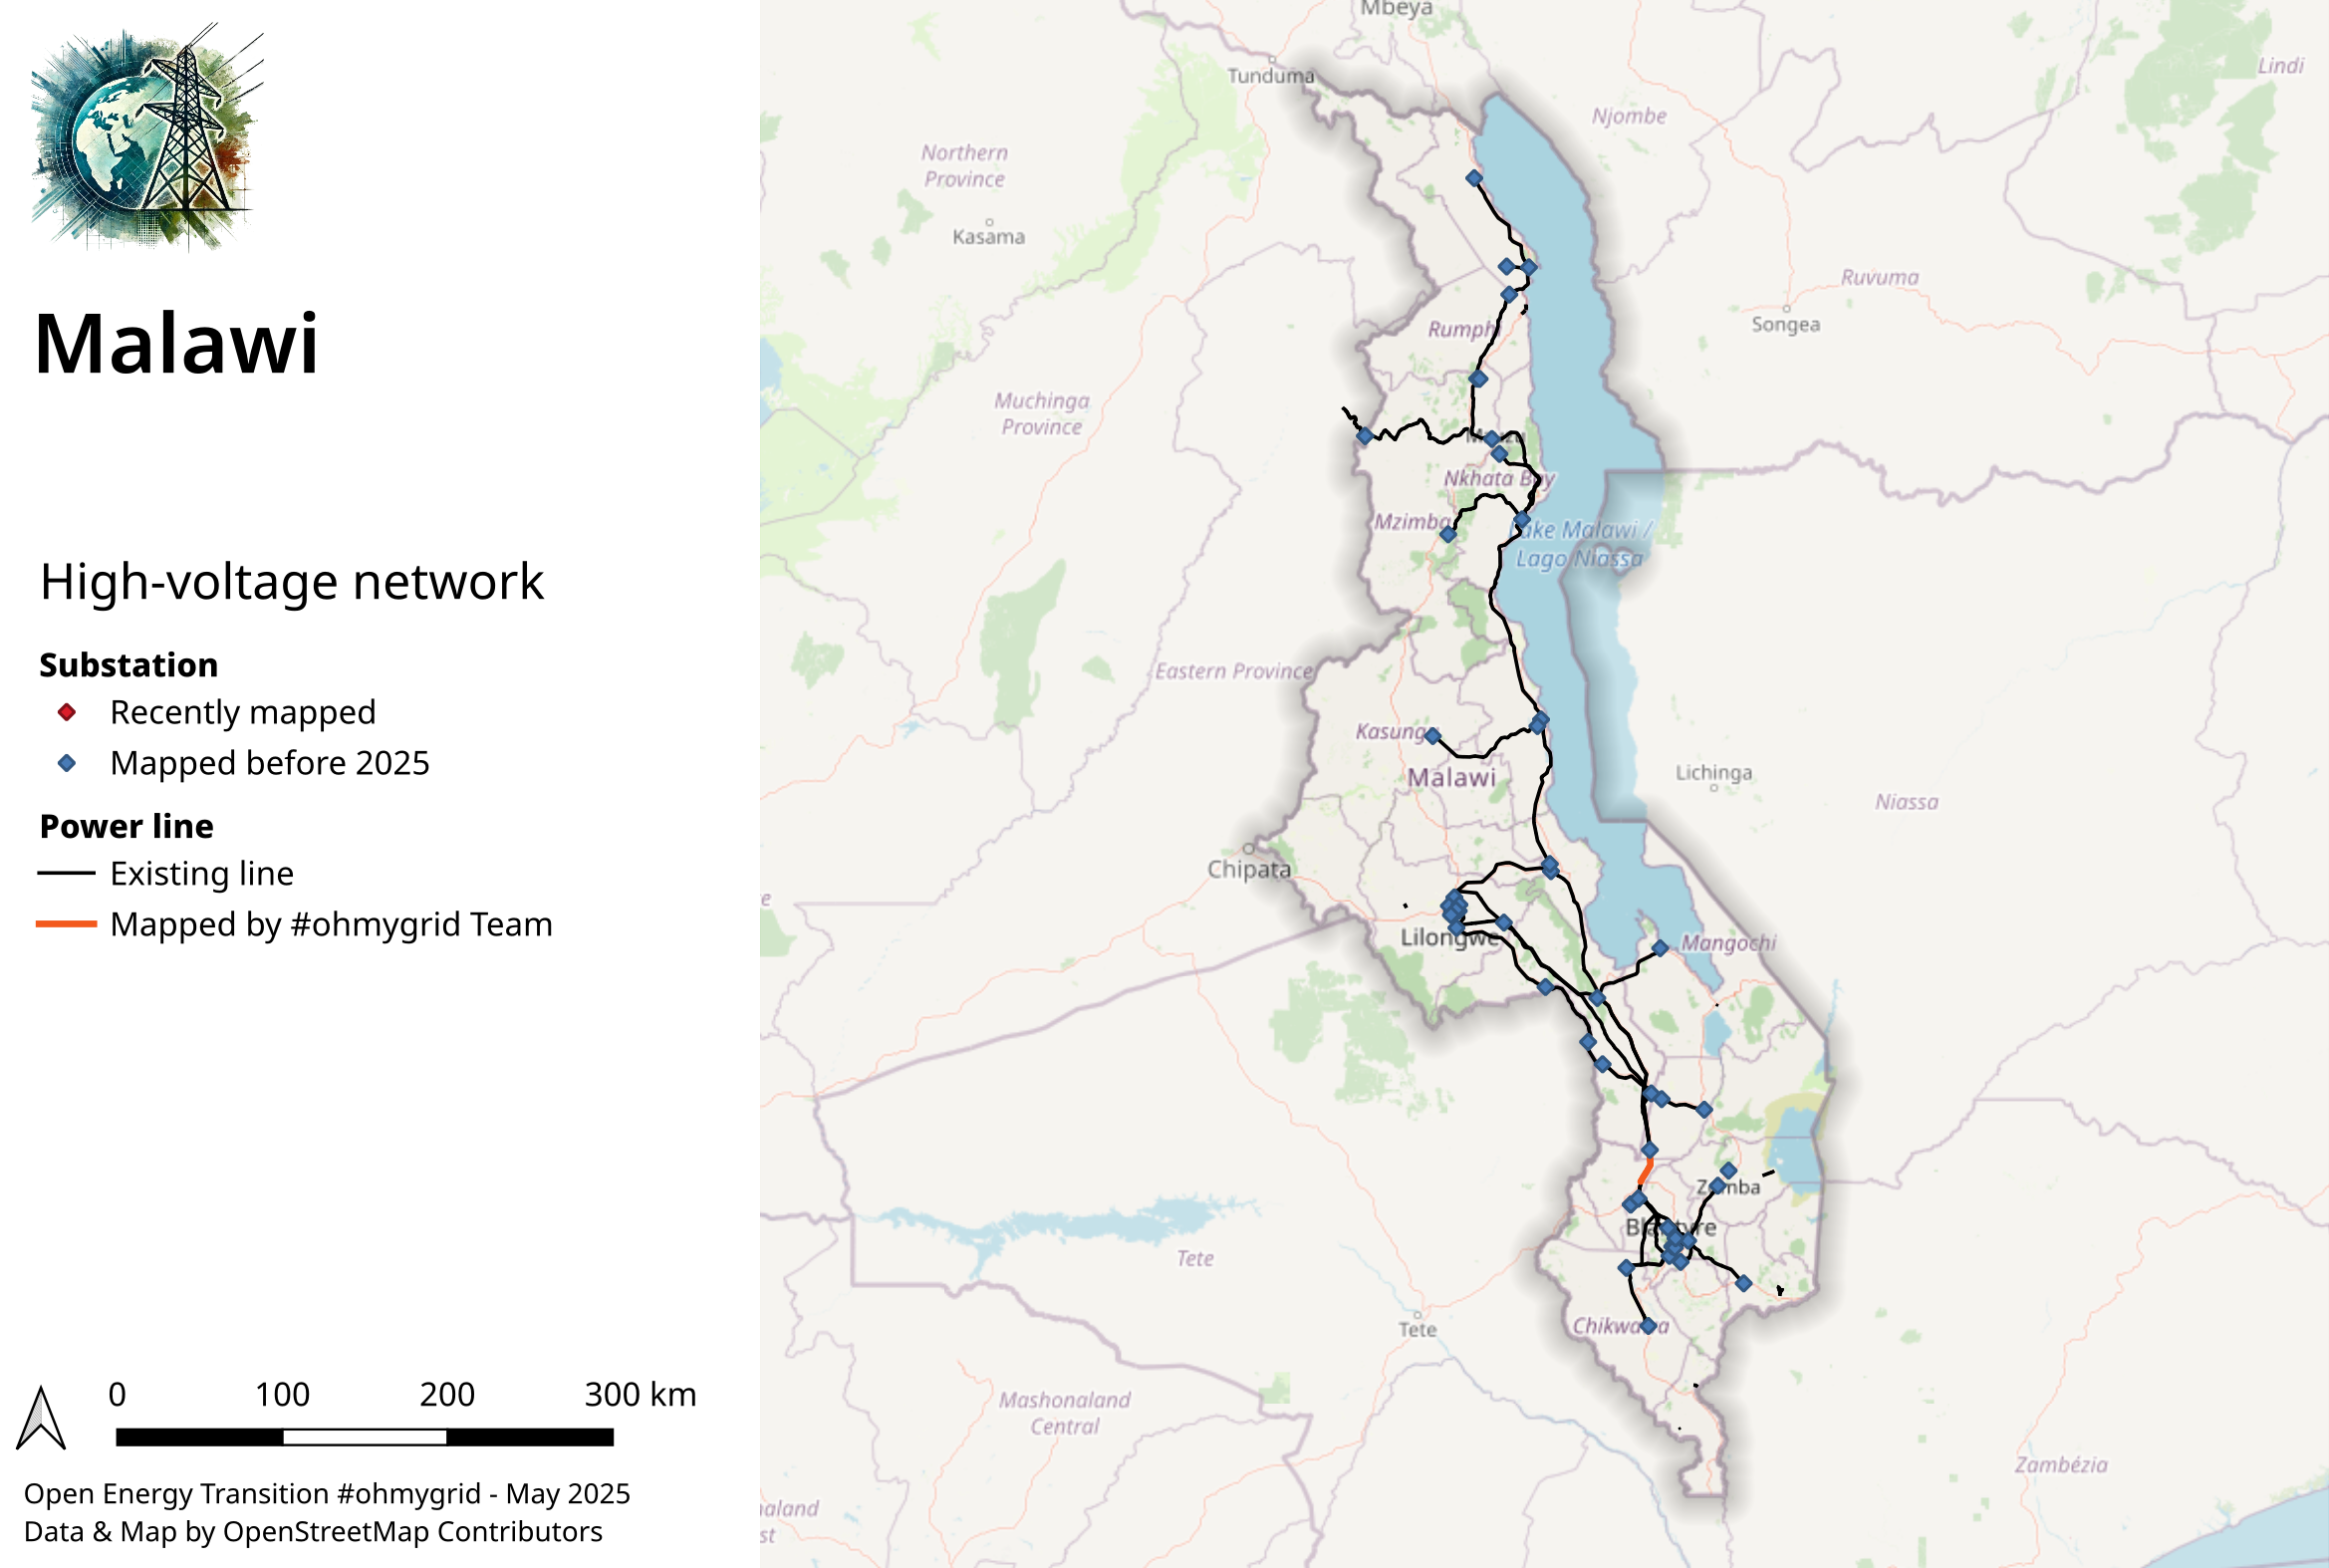 Malawi
High-voltage network
Substation
Recently mapped
Mapped before 2025
Power line
Existing line
Mapped by #ohmygrid Team
0 100 200 300 km
Open Energy Transition #ohmygrid - May 2025
Data & Map by OpenStreetMap Contributors
Mbeya
Tunduma
Lindi
Njombe
Northern
Province
Kasama
Ruvuma
Songea
Rumph
Muchinga
Province
Nkhata Bay
Mzimba
Lake Malawi /
Lago Niassa
Eastern Province
Kasungu
Malawi
Lichinga
Niassa
Chipata
Lilongwe
Mangochi
Zomba
Blantyre
Tete
Tete
Chikwawa
Mashonaland
Central
Zambézia